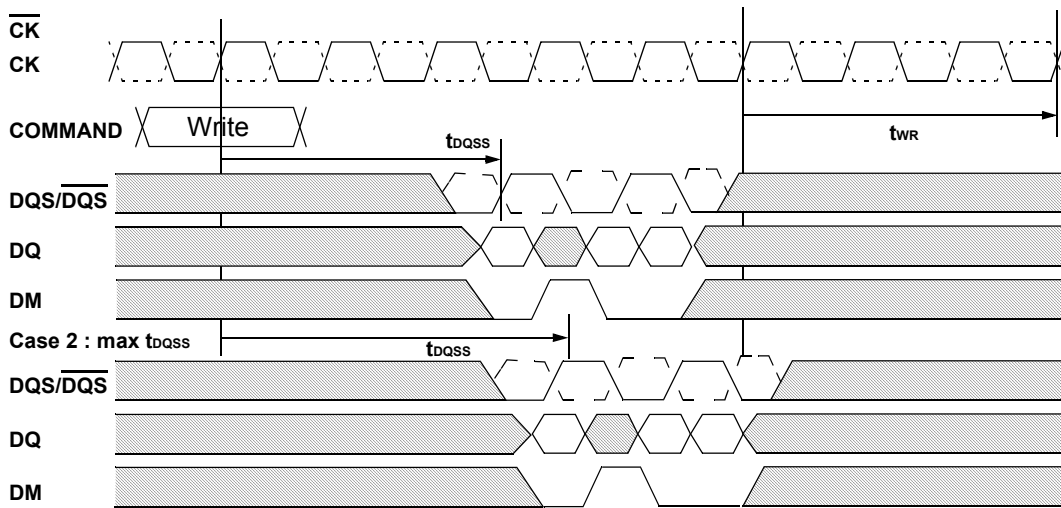 CK
CK
COMMAND Write
tDQSS tWR
DQS/DQS
DQ
DM
Case 2 : max tDQSS tDQSS
DQS/DQS
DQ
DM